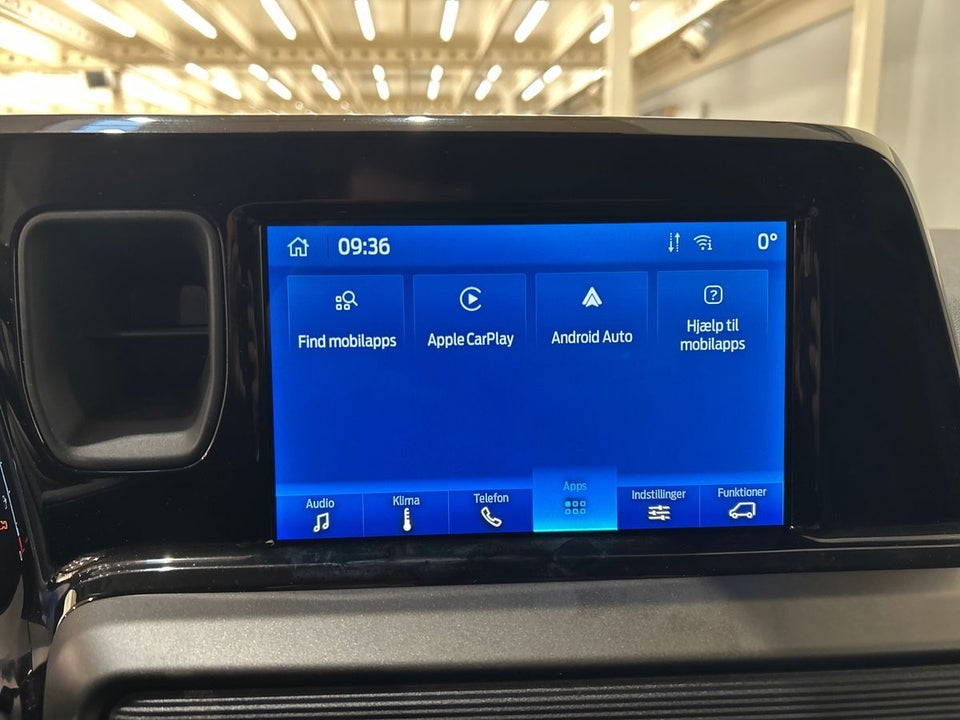 09:36
0°
Find mobilapps
Apple CarPlay
Android Auto
?
Hjælp til
mobilapps
Audio
Klima
Telefon
Apps
Indstillinger
Funktioner